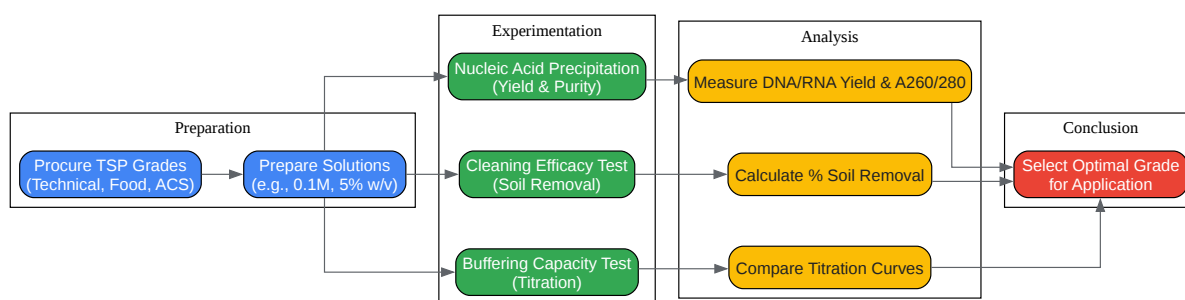 Preparation
Procure TSP Grades
(Technical, Food, ACS)
Prepare Solutions
(e.g., 0.1M, 5% w/v)
Experimentation
Nucleic Acid Precipitation
(Yield & Purity)
Cleaning Efficacy Test
(Soil Removal)
Buffering Capacity Test
(Titration)
Analysis
Measure DNA/RNA Yield & A260/280
Calculate % Soil Removal
Compare Titration Curves
Conclusion
Select Optimal Grade
for Application